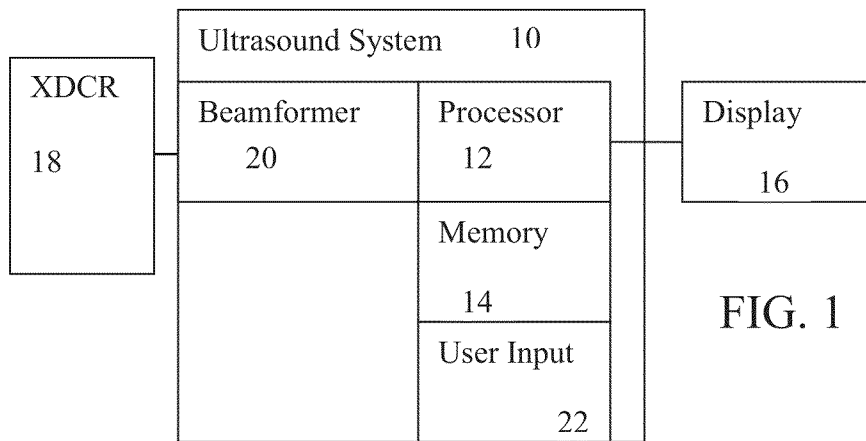 Ultrasound System 10
XDCR
18
Beamformer
20
Processor
12
Display
16
Memory
14
User Input
22
FIG. 1